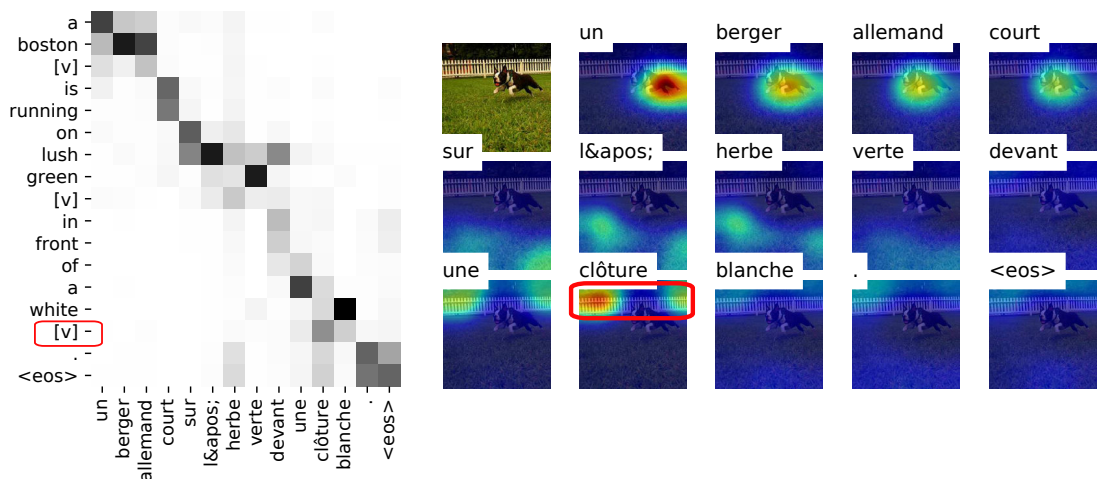 a
boston
[v]
is
running
on
lush
green
[v]
in
front
of
a
white
[v]
.
<eos>
un
berger
allemand
court
sur
l&apos;
herbe
verte
devant
une
clôture
blanche
.
<eos>
un berger allemand court
sur l&apos; herbe verte devant
une clôture blanche . <eos>